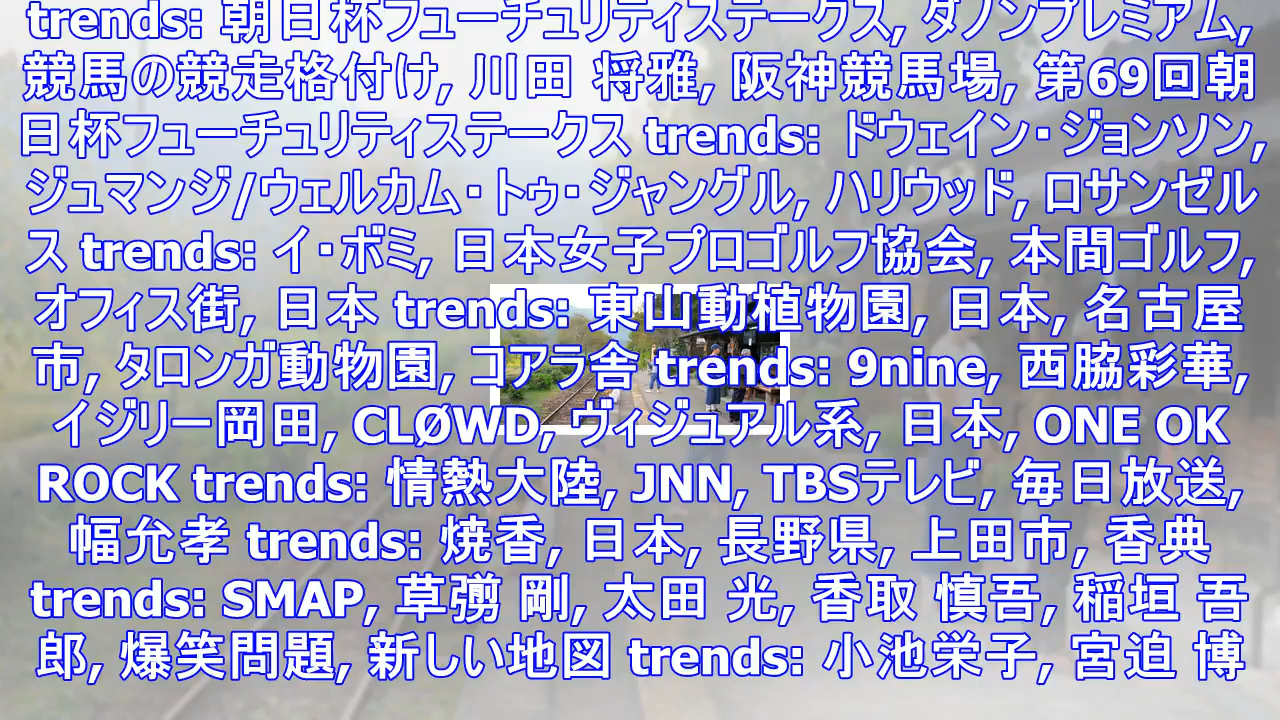 trends: 朝日杯フューチュリティステークス, ダノンプレミアム,
競馬の競走格付け, 川田 将雅, 阪神競馬場, 第69回朝
日杯フューチュリティステークス trends: ドウェイン・ジョンソン,
ジュマンジ/ウェルカム・トゥ・ジャングル, ハリウッド, ロサンゼル
ス trends: イ・ボミ, 日本女子プロゴルフ協会, 本間ゴルフ,
オフィス街, 日本 trends: 東山動植物園, 日本, 名古屋
市, タロンガ動物園, コアラ舎 trends: 9nine, 西脇彩華,
イジリー岡田, CLØWD, ヴィジュアル系, 日本, ONE OK
ROCK trends: 情熱大陸, JNN, TBSテレビ, 毎日放送,
幅允孝 trends: 焼香, 日本, 長野県, 上田市, 香典
trends: SMAP, 草彅 剛, 太田 光, 香取 慎吾, 稲垣 吾
郎, 爆笑問題, 新しい地図 trends: 小池栄子, 宮迫 博